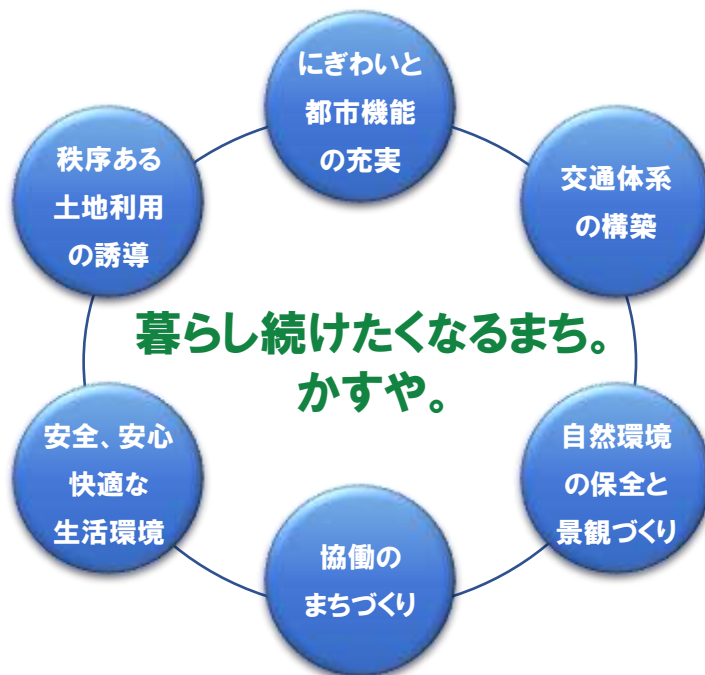 にぎわいと
都市機能
の充実
交通体系
の構築
自然環境
の保全と
景観づくり
協働の
まちづくり
安全、安心
快適な
生活環境
秩序ある
土地利用
の誘導
暮らし続けたくなるまち。
かすや。